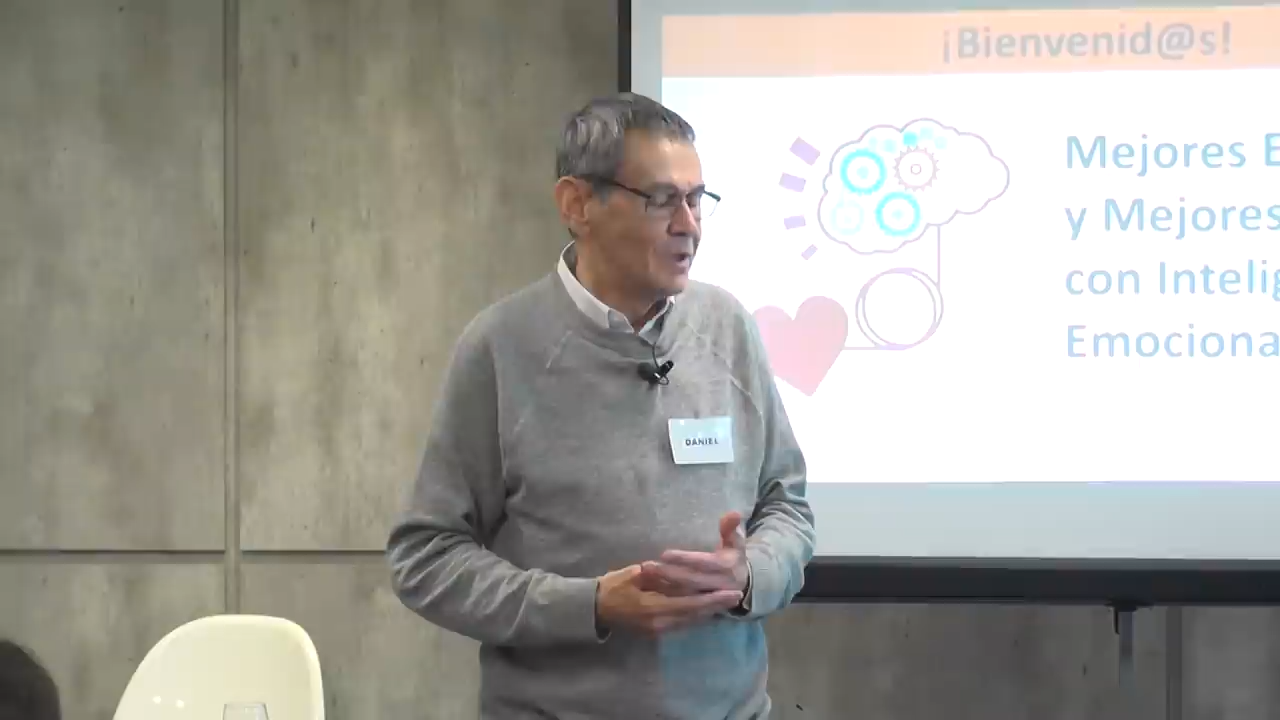 ¡Bienvenid@s!
Mejores E
y Mejores
con Intelig
Emociona
DANIEL